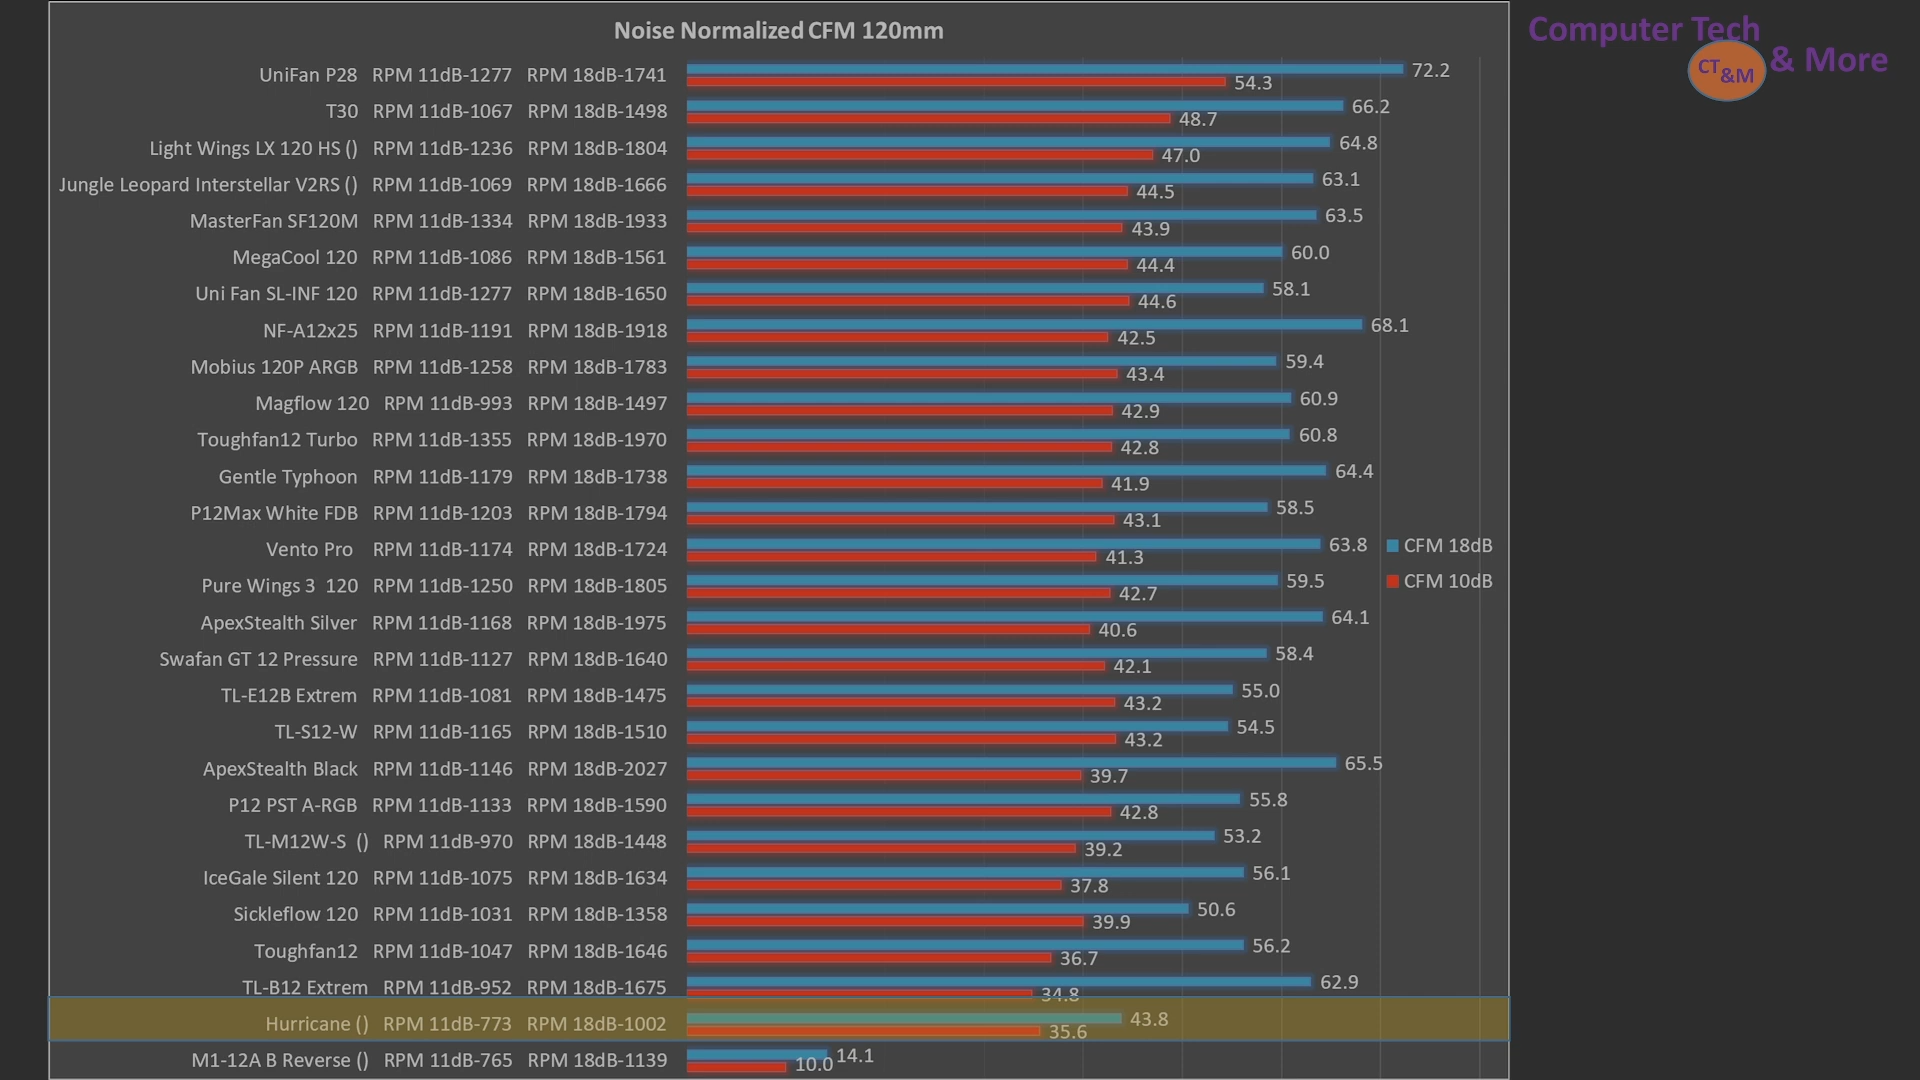 Noise Normalized CFM 120mm
Computer Tech
& More
CT
&M
UniFan P28 RPM 11dB-1277 RPM 18dB-1741 72.2
54.3
T30 RPM 11dB-1067 RPM 18dB-1498 66.2
48.7
Light Wings LX 120 HS () RPM 11dB-1236 RPM 18dB-1804 64.8
47.0
Jungle Leopard Interstellar V2RS () RPM 11dB-1069 RPM 18dB-1666 63.1
44.5
MasterFan SF120M RPM 11dB-1334 RPM 18dB-1933 63.5
43.9
MegaCool 120 RPM 11dB-1086 RPM 18dB-1561 60.0
44.4
Uni Fan SL-INF 120 RPM 11dB-1277 RPM 18dB-1650 58.1
44.6
NF-A12x25 RPM 11dB-1191 RPM 18dB-1918 68.1
42.5
Mobius 120P ARGB RPM 11dB-1258 RPM 18dB-1783 59.4
43.4
Magflow 120 RPM 11dB-993 RPM 18dB-1497 60.9
42.9
Toughfan12 Turbo RPM 11dB-1355 RPM 18dB-1970 60.8
42.8
Gentle Typhoon RPM 11dB-1179 RPM 18dB-1738 64.4
41.9
P12Max White FDB RPM 11dB-1203 RPM 18dB-1794 58.5
43.1
Vento Pro RPM 11dB-1174 RPM 18dB-1724 63.8
41.3
CFM 18dB
CFM 10dB
Pure Wings 3 120 RPM 11dB-1250 RPM 18dB-1805 59.5
42.7
ApexStealth Silver RPM 11dB-1168 RPM 18dB-1975 64.1
40.6
Swafan GT 12 Pressure RPM 11dB-1127 RPM 18dB-1640 58.4
42.1
TL-E12B Extrem RPM 11dB-1081 RPM 18dB-1475 55.0
43.2
TL-S12-W RPM 11dB-1165 RPM 18dB-1510 54.5
43.2
ApexStealth Black RPM 11dB-1146 RPM 18dB-2027 65.5
39.7
P12 PST A-RGB RPM 11dB-1133 RPM 18dB-1590 55.8
42.8
TL-M12W-S () RPM 11dB-970 RPM 18dB-1448 53.2
39.2
IceGale Silent 120 RPM 11dB-1075 RPM 18dB-1634 56.1
37.8
Sickleflow 120 RPM 11dB-1031 RPM 18dB-1358 50.6
39.9
Toughfan12 RPM 11dB-1047 RPM 18dB-1646 56.2
36.7
TL-B12 Extrem RPM 11dB-952 RPM 18dB-1675 62.9
34.8
Hurricane () RPM 11dB-773 RPM 18dB-1002 43.8
35.6
M1-12A B Reverse () RPM 11dB-765 RPM 18dB-1139 14.1
10.0